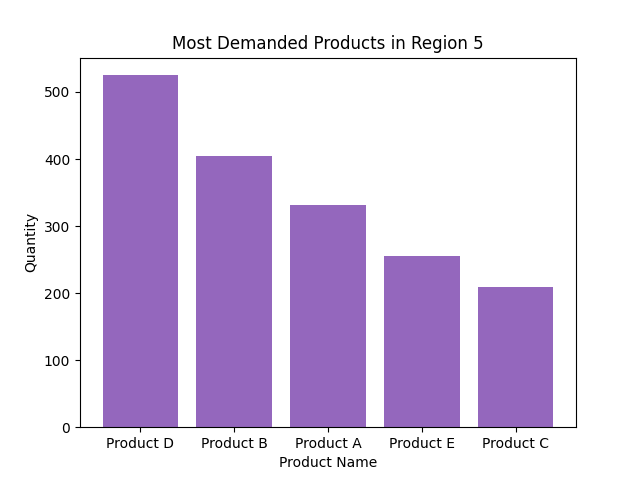 Most Demanded Products in Region 5
500
400
300
200
100
0
Quantity
Product D Product B Product A Product E Product C
Product Name